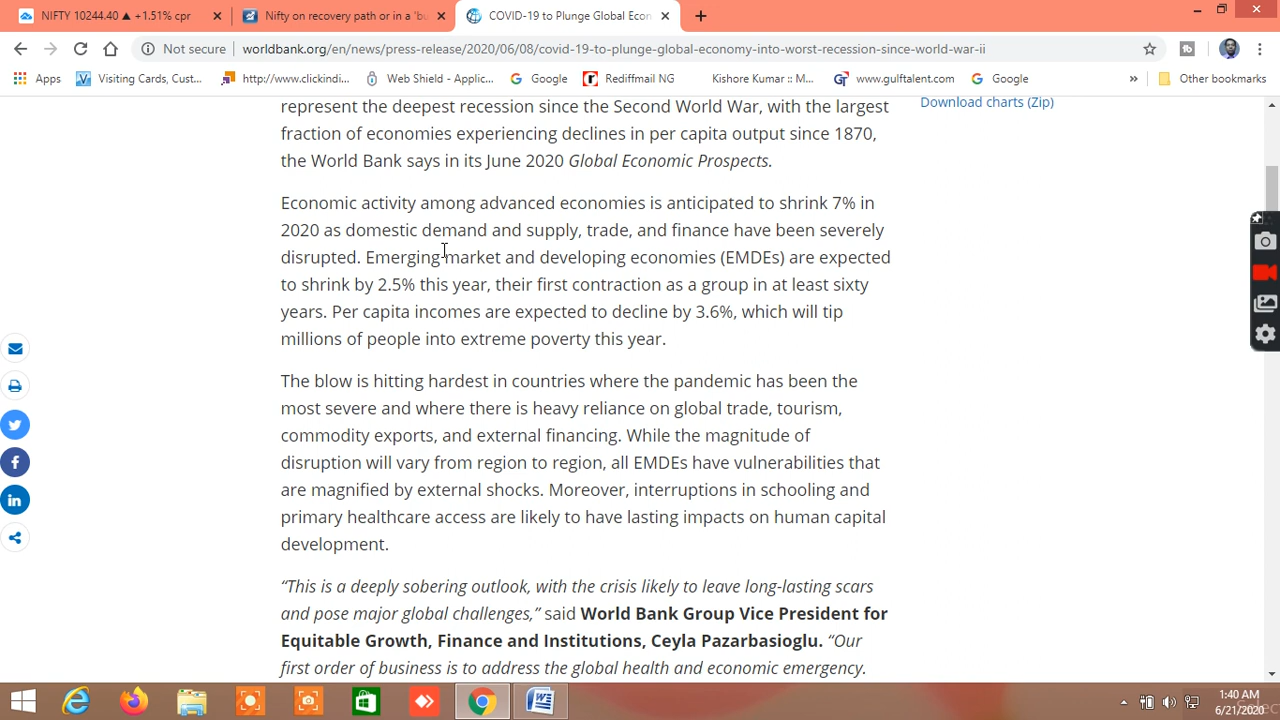 NIFTY 10244.40 ▲ +1.51% cpr
Nifty on recovery path or in a 'bu
COVID-19 to Plunge Global Econ
Not secure
worldbank.org/en/news/press-release/2020/06/08/covid-19-to-plunge-global-economy-into-worst-recession-since-world-war-ii
Apps
Visiting Cards, Cust...
http://www.clickindi...
Web Shield - Applic...
Google
Rediffmail NG
Kishore Kumar :: M...
www.gulftalent.com
Google
»
Other bookmarks
represent the deepest recession since the Second World War, with the largest
fraction of economies experiencing declines in per capita output since 1870,
the World Bank says in its June 2020 Global Economic Prospects.
Download charts (Zip)
Economic activity among advanced economies is anticipated to shrink 7% in
2020 as domestic demand and supply, trade, and finance have been severely
disrupted. Emerging market and developing economies (EMDEs) are expected
to shrink by 2.5% this year, their first contraction as a group in at least sixty
years. Per capita incomes are expected to decline by 3.6%, which will tip
millions of people into extreme poverty this year.
The blow is hitting hardest in countries where the pandemic has been the
most severe and where there is heavy reliance on global trade, tourism,
commodity exports, and external financing. While the magnitude of
disruption will vary from region to region, all EMDEs have vulnerabilities that
are magnified by external shocks. Moreover, interruptions in schooling and
primary healthcare access are likely to have lasting impacts on human capital
development.
“This is a deeply sobering outlook, with the crisis likely to leave long-lasting scars
and pose major global challenges,” said World Bank Group Vice President for
Equitable Growth, Finance and Institutions, Ceyla Pazarbasioglu. “Our
first order of business is to address the global health and economic emergency.
1:40 AM
6/21/2020